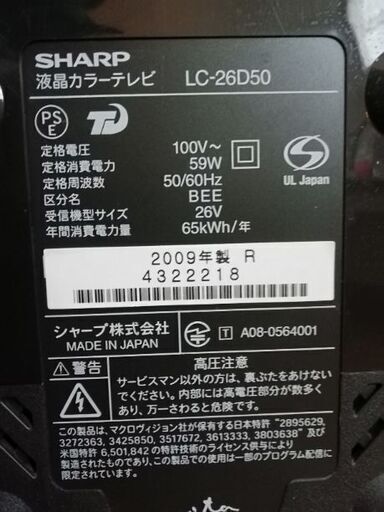 SHARP
液晶カラーテレビ LC-26D50
PS
E
定格電圧 100V～
定格消費電力 59W
定格周波数 50/60Hz
区分名 BEE
受信機型サイズ 26V
年間消費電力量 65kWh/年
UL Japan
2009年製 R
4322218
シャープ株式会社
MADE IN JAPAN
T A08-0564001
警告 高圧注意
サービスマン以外の方は、裏ぶたをあけない
でください。内部には高電圧部分が数多く
あり、万一さわると危険です。
この製品は、マクロヴィジョン社が保有する日本特許 "2895629,
3272363, 3425850, 3517672, 3613333, 3803638" 及び
米国特許 6,501,842 の特許技術のライセンス供与により
設計されており、この製品での使用は一部のプログラム配信に限
定されています。